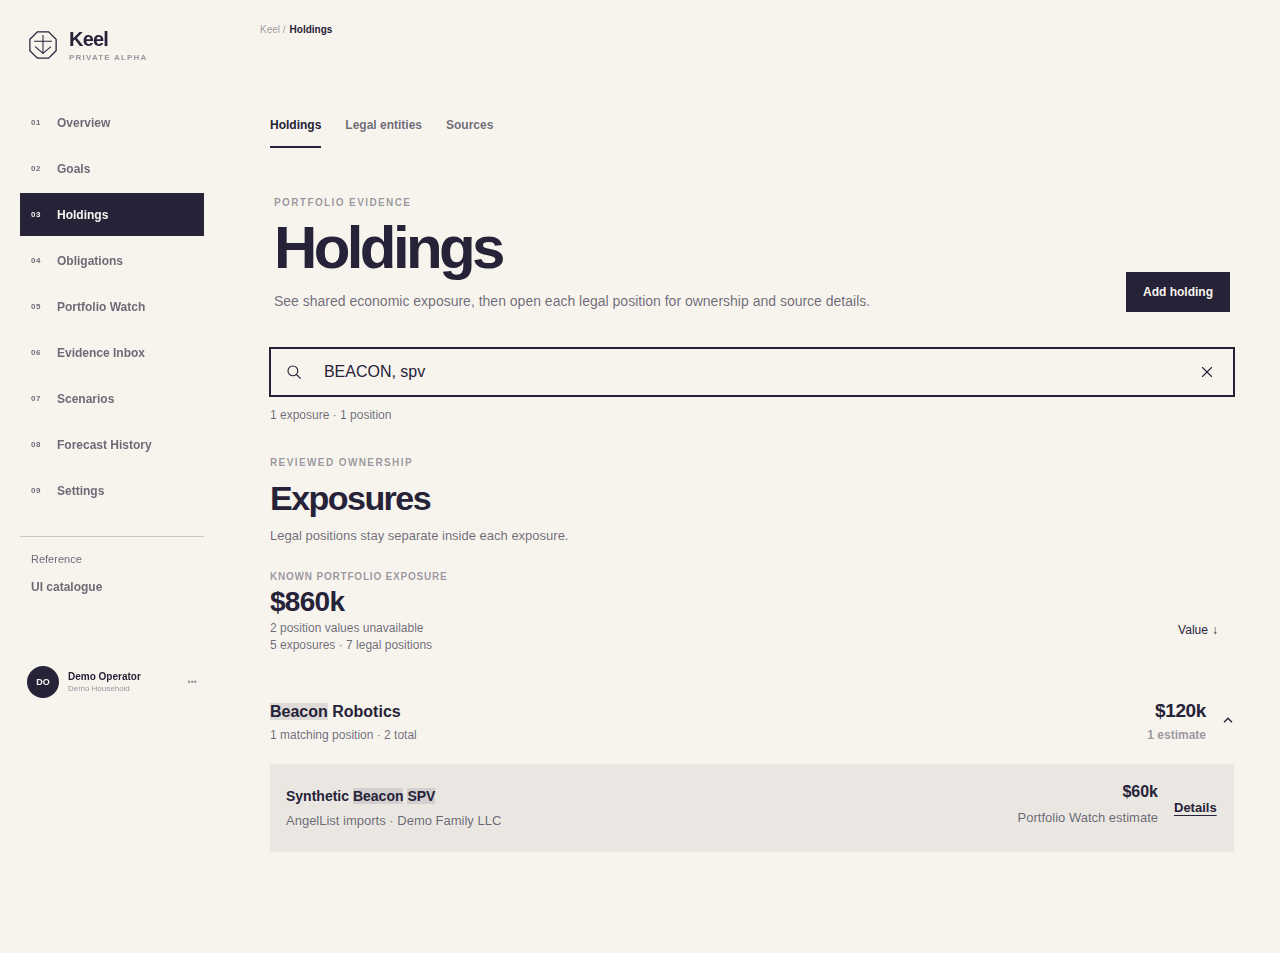 Keel
PRIVATE ALPHA
01 Overview
02 Goals
03 Holdings
04 Obligations
05 Portfolio Watch
06 Evidence Inbox
07 Scenarios
08 Forecast History
09 Settings
Reference
UI catalogue
DO
Demo Operator
Demo Household
•••
Keel / Holdings
Holdings Legal entities Sources
PORTFOLIO EVIDENCE
Holdings
See shared economic exposure, then open each legal position for ownership and source details.
Add holding
BEACON, spv
1 exposure · 1 position
REVIEWED OWNERSHIP
Exposures
Legal positions stay separate inside each exposure.
KNOWN PORTFOLIO EXPOSURE
$860k
2 position values unavailable
5 exposures · 7 legal positions
Value ↓
Beacon Robotics
1 matching position · 2 total
$120k
1 estimate
Synthetic Beacon SPV
AngelList imports · Demo Family LLC
$60k
Portfolio Watch estimate
Details